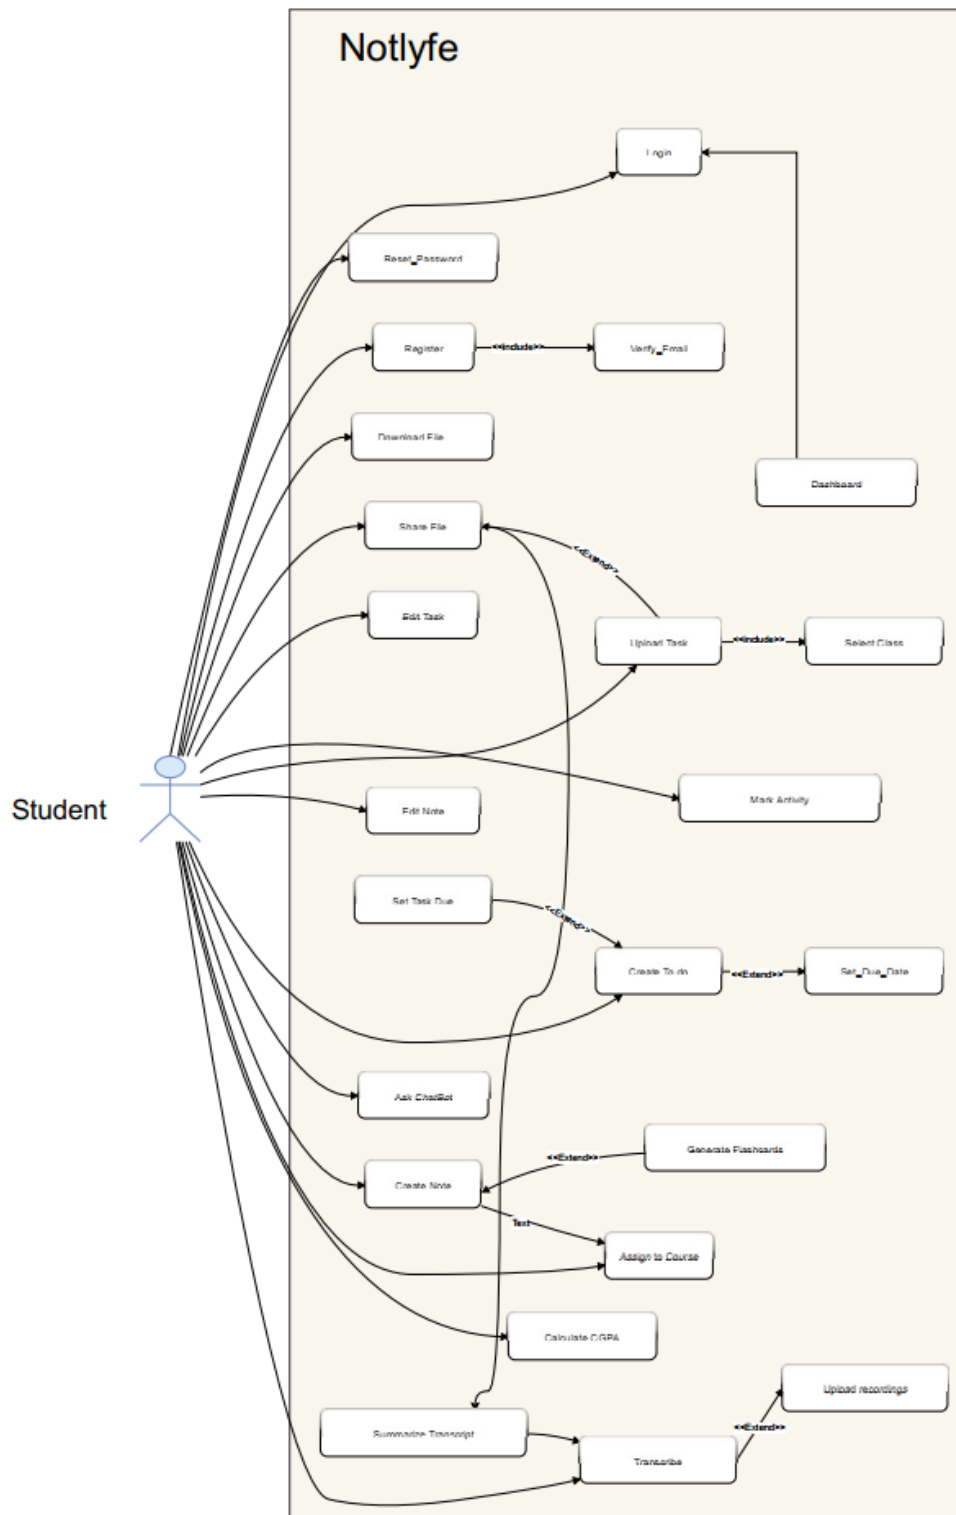 Notlyfe
Login
Reset_Password
Register
<<include>>
Verify_Email
Download File
Dashboard
Share File
<<Extend>>
Edit Task
Upload Task
<<include>>
Select Class
Student
Edit Note
Mark Activity
Set Task Due
<<Extend>>
Create To-do
<<Extend>>
Set_Due_Date
Ask ChatBot
Generate Flashcards
<<Extend>>
Create Note
Text
Assign to Course
Calculate CGPA
Upload recordings
Summarize Transcript
<<Extend>>
Transcribe